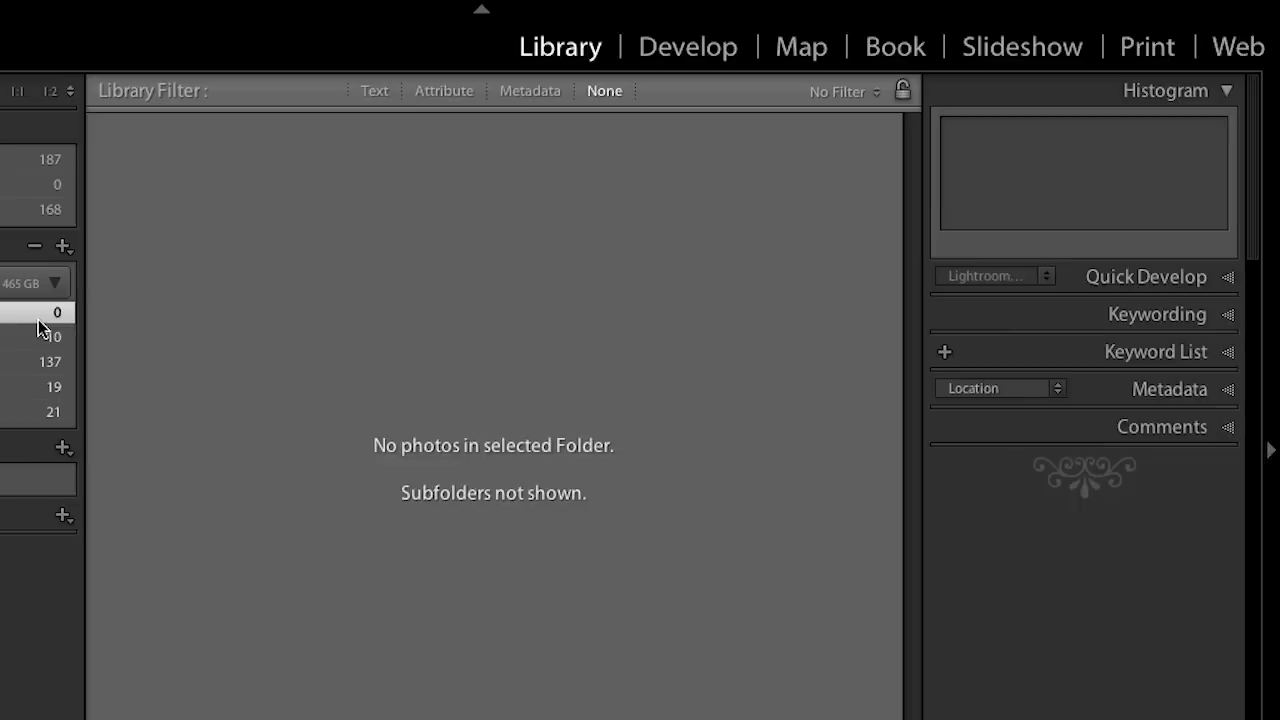 Library | Develop | Map | Book | Slideshow | Print | Web
1:1 1:2
Library Filter : Text Attribute Metadata None No Filter
Histogram
187
0
168
465 GB
0
10
137
19
21
No photos in selected Folder.
Subfolders not shown.
Lightroom... Quick Develop
Keywording
Keyword List
Location Metadata
Comments